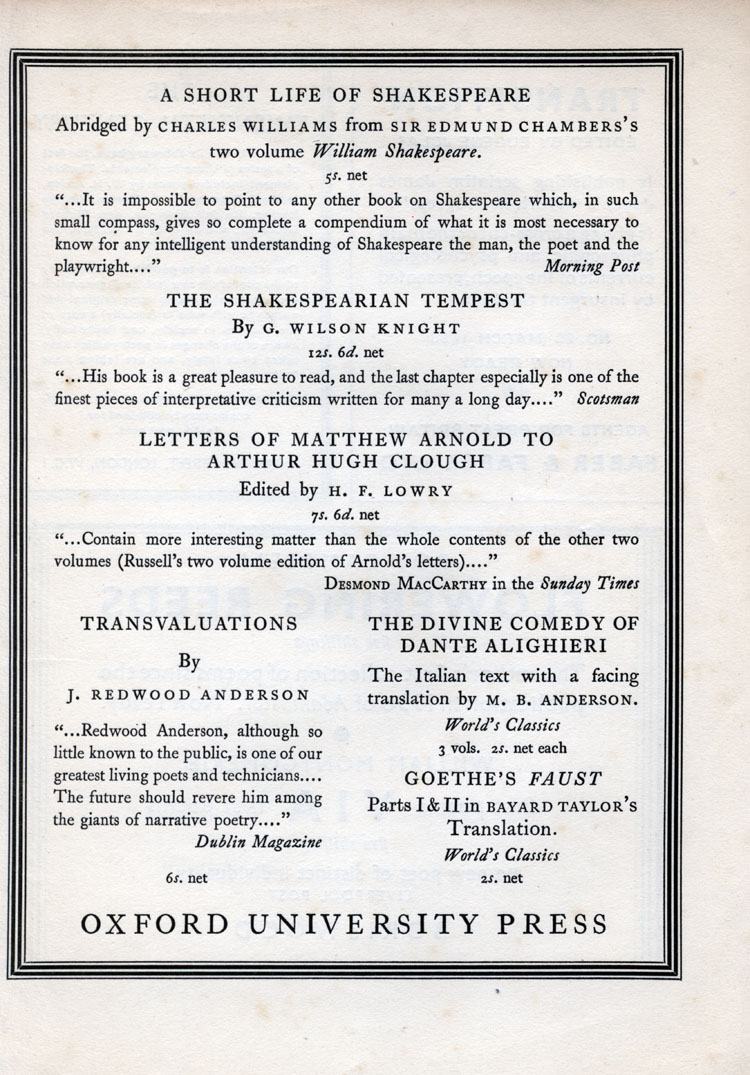 A SHORT LIFE OF SHAKESPEARE
Abridged by CHARLES WILLIAMS from SIR EDMUND CHAMBERS'S
two volume William Shakespeare.
5s. net
“...It is impossible to point to any other book on Shakespeare which, in such
small compass, gives so complete a compendium of what it is most necessary to
know for any intelligent understanding of Shakespeare the man, the poet and the
playwright....” Morning Post
THE SHAKESPEARIAN TEMPEST
By G. WILSON KNIGHT
12s. 6d. net
“...His book is a great pleasure to read, and the last chapter especially is one of the
finest pieces of interpretative criticism written for many a long day....” Scotsman
LETTERS OF MATTHEW ARNOLD TO
ARTHUR HUGH CLOUGH
Edited by H. F. LOWRY
7s. 6d. net
“...Contain more interesting matter than the whole contents of the other two
volumes (Russell's two volume edition of Arnold's letters)....”
DESMOND MACCARTHY in the Sunday Times
TRANSVALUATIONS
By
J. REDWOOD ANDERSON
“...Redwood Anderson, although so
little known to the public, is one of our
greatest living poets and technicians....
The future should revere him among
the giants of narrative poetry....”
Dublin Magazine
6s. net
THE DIVINE COMEDY OF
DANTE ALIGHIERI
The Italian text with a facing
translation by M. B. ANDERSON.
World's Classics
3 vols. 2s. net each
GOETHE'S FAUST
Parts I & II in BAYARD TAYLOR'S
Translation.
World's Classics
2s. net
OXFORD UNIVERSITY PRESS